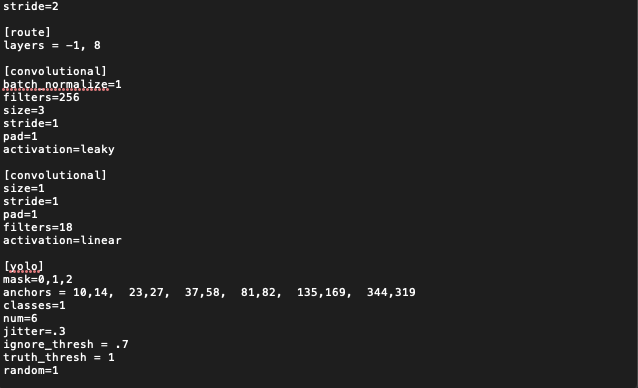 stride=2
[route]
layers = -1, 8
[convolutional]
batch_normalize=1
filters=256
size=3
stride=1
pad=1
activation=leaky
[convolutional]
size=1
stride=1
pad=1
filters=18
activation=linear
[yolo]
mask=0,1,2
anchors = 10,14,  23,27,  37,58,  81,82,  135,169,  344,319
classes=1
num=6
jitter=.3
ignore_thresh = .7
truth_thresh = 1
random=1